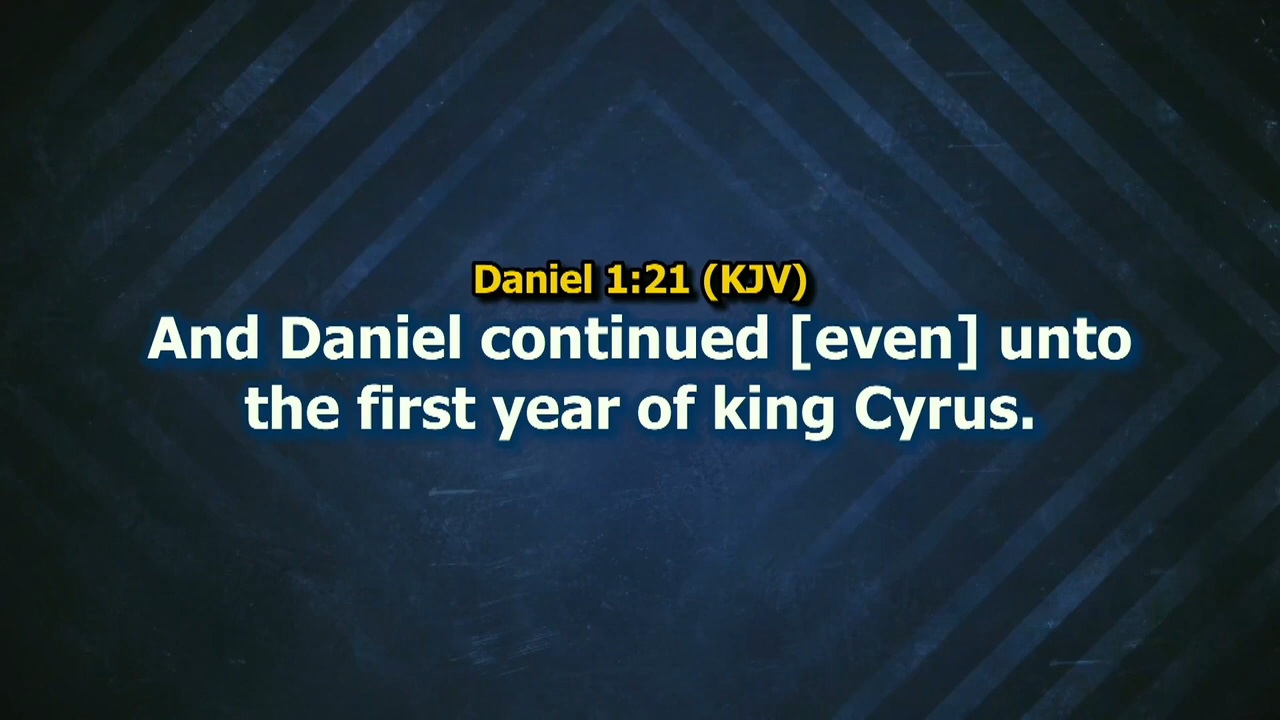 Daniel 1:21 (KJV)
And Daniel continued [even] unto
the first year of king Cyrus.